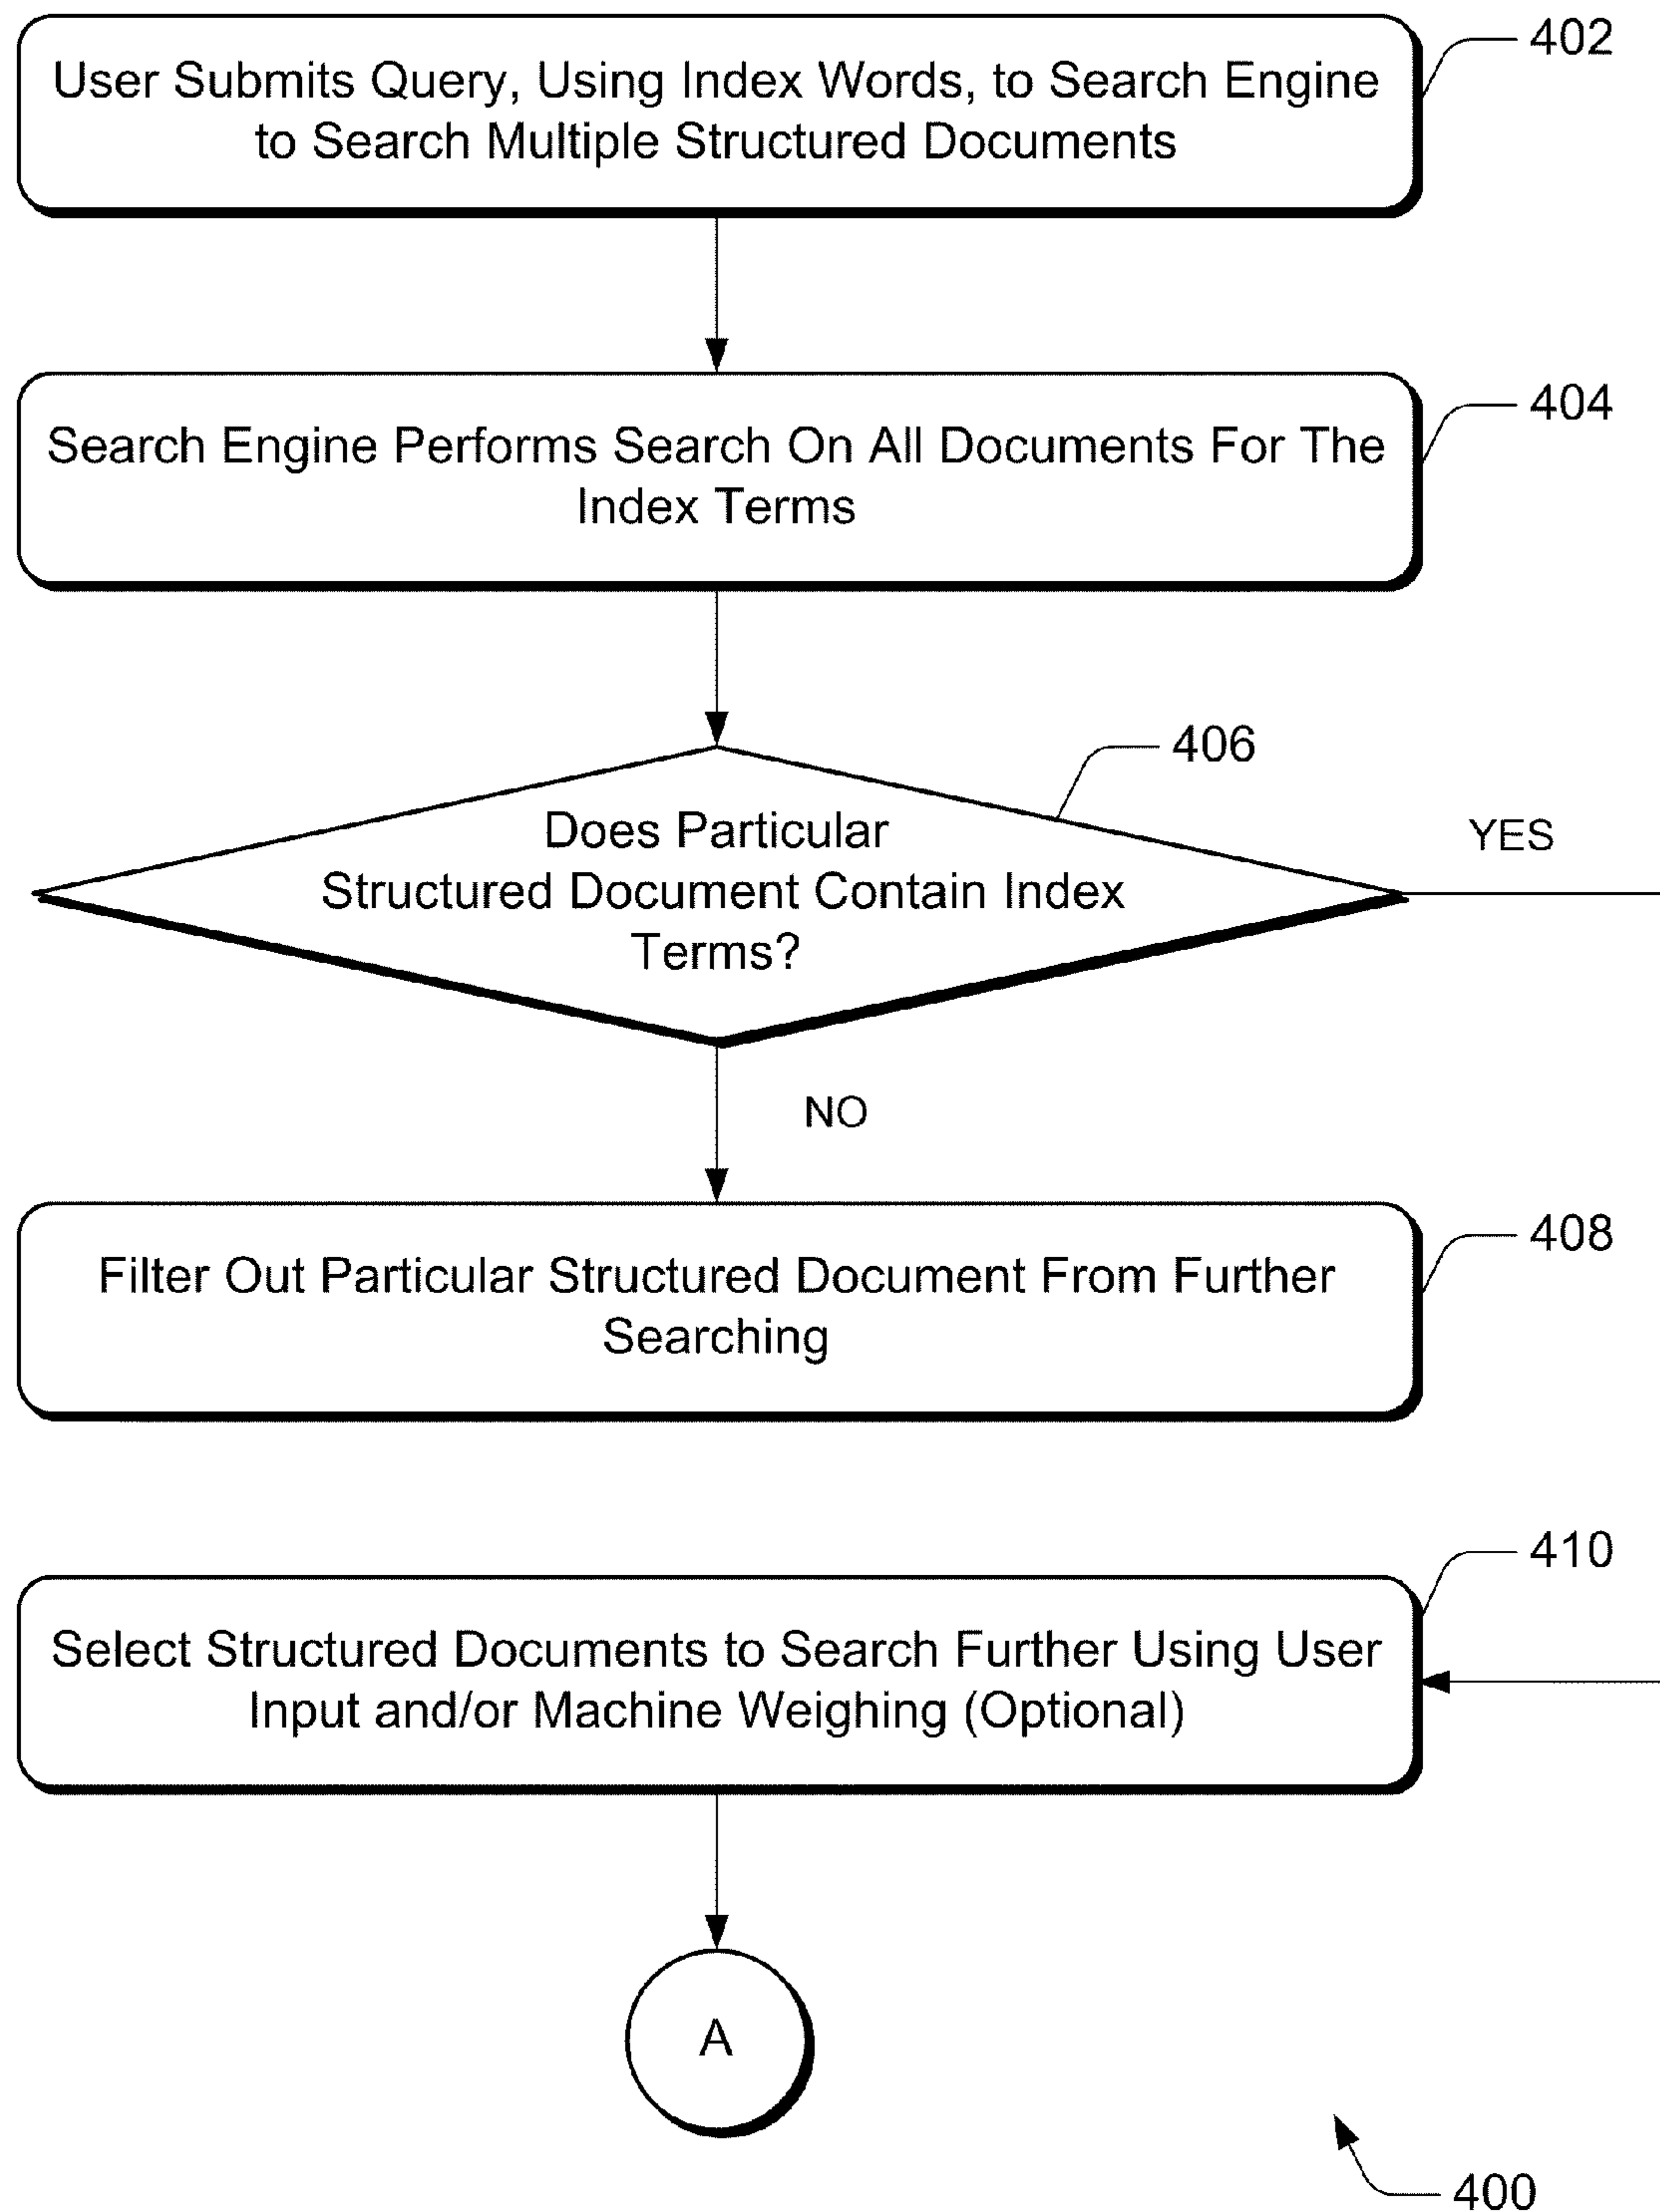 402
User Submits Query, Using Index Words, to Search Engine
to Search Multiple Structured Documents
404
Search Engine Performs Search On All Documents For The
Index Terms
406
Does Particular
Structured Document Contain Index
Terms?
YES
NO
408
Filter Out Particular Structured Document From Further
Searching
410
Select Structured Documents to Search Further Using User
Input and/or Machine Weighing (Optional)
A
400